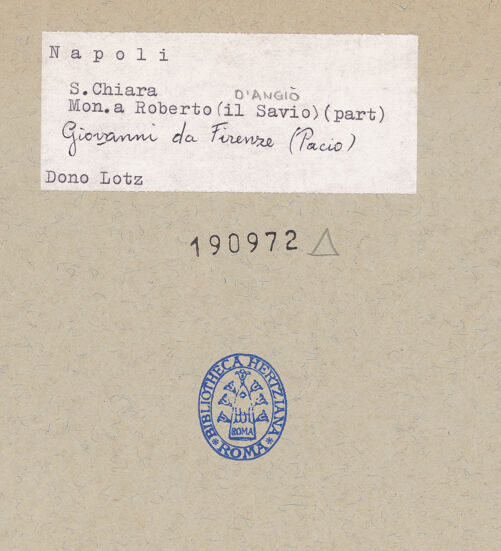 Napoli
S.Chiara D'ANGIÒ
Mon.a Roberto(il Savio)(part)
Giovanni da Firenze (Pacio)
Dono Lotz
190972
BIBLIOTHECA HERTZIANA
ROMA
ROMA